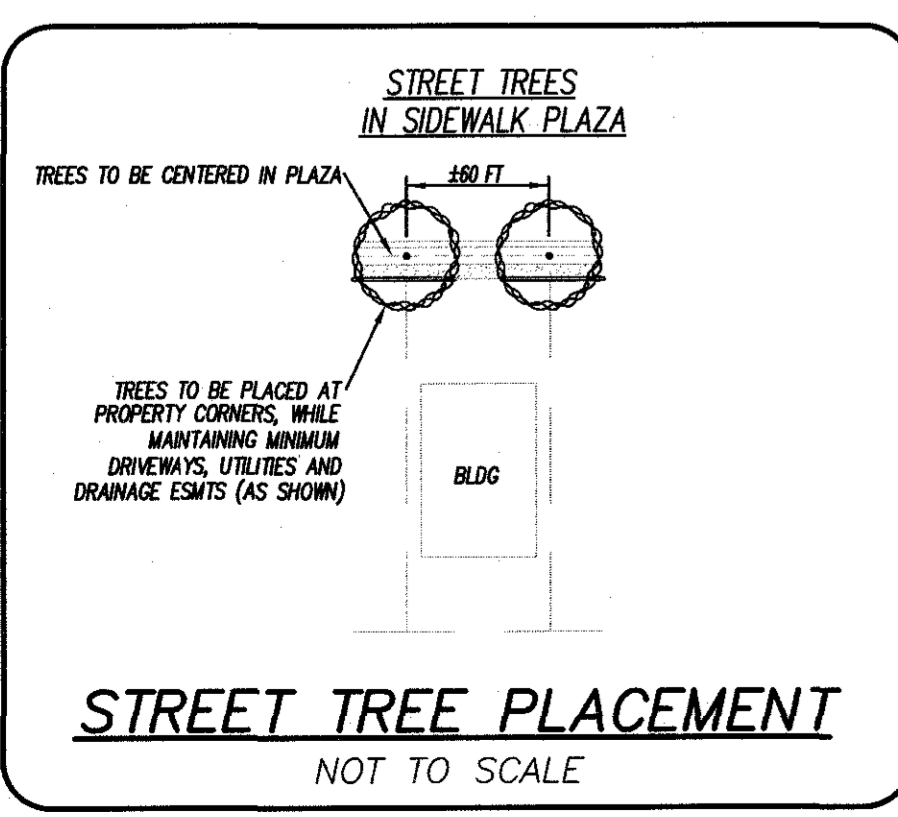 STREET TREES
IN SIDEWALK PLAZA
TREES TO BE CENTERED IN PLAZA
±60 FT
TREES TO BE PLACED AT
PROPERTY CORNERS, WHILE
MAINTAINING MINIMUM
DRIVEWAYS, UTILITIES AND
DRAINAGE ESMTS (AS SHOWN)
BLDG
STREET TREE PLACEMENT
NOT TO SCALE